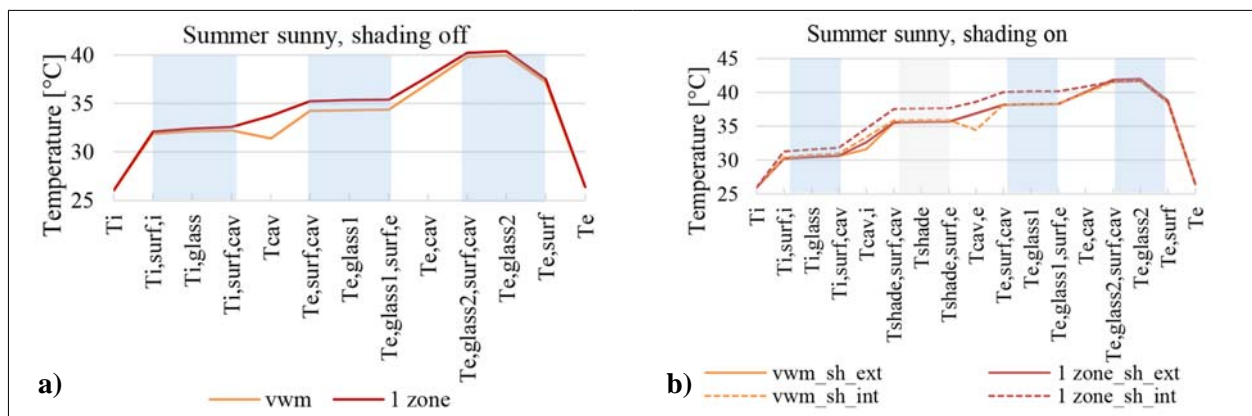 Summer sunny, shading off
Temperature [°C]
40
35
30
25
Ti
Ti,surf,i
Ti,glass
Ti,surf,cav
Tcav
Te,surf,cav
Te,glass1
Te,glass1,surf,e
Te,cav
Te,glass2,surf,cav
Te,glass2
Te,surf
Te
a)
vwm
1 zone
Summer sunny, shading on
Temperature [°C]
45
40
35
30
25
Ti
Ti,surf,i
Ti,glass
Ti,surf,cav
Tcav,i
Tshade,surf,cav
Tshade
Tshade,surf,e
Tcav,e
Te,surf,cav
Te,glass1
Te,glass1,surf,e
Te,cav
Te,glass2,surf,cav
Te,glass2
Te,surf
Te
b)
vwm_sh_ext
1 zone_sh_ext
vwm_sh_int
1 zone_sh_int